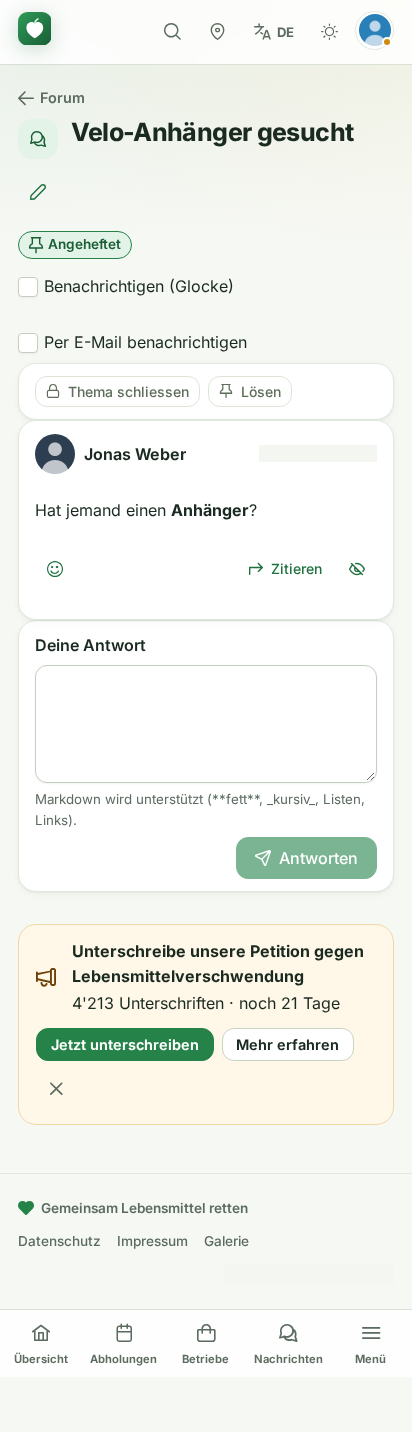 DE
Forum
Velo-Anhänger gesucht
Angeheftet
Benachrichtigen (Glocke)
Per E-Mail benachrichtigen
Thema schliessen
Lösen
Jonas Weber
Hat jemand einen Anhänger?
Zitieren
Deine Antwort
Markdown wird unterstützt (**fett**, _kursiv_, Listen,
Links).
Antworten
Unterschreibe unsere Petition gegen
Lebensmittelverschwendung
4'213 Unterschriften · noch 21 Tage
Jetzt unterschreiben
Mehr erfahren
Gemeinsam Lebensmittel retten
Datenschutz Impressum Galerie
Übersicht Abholungen Betriebe Nachrichten Menü